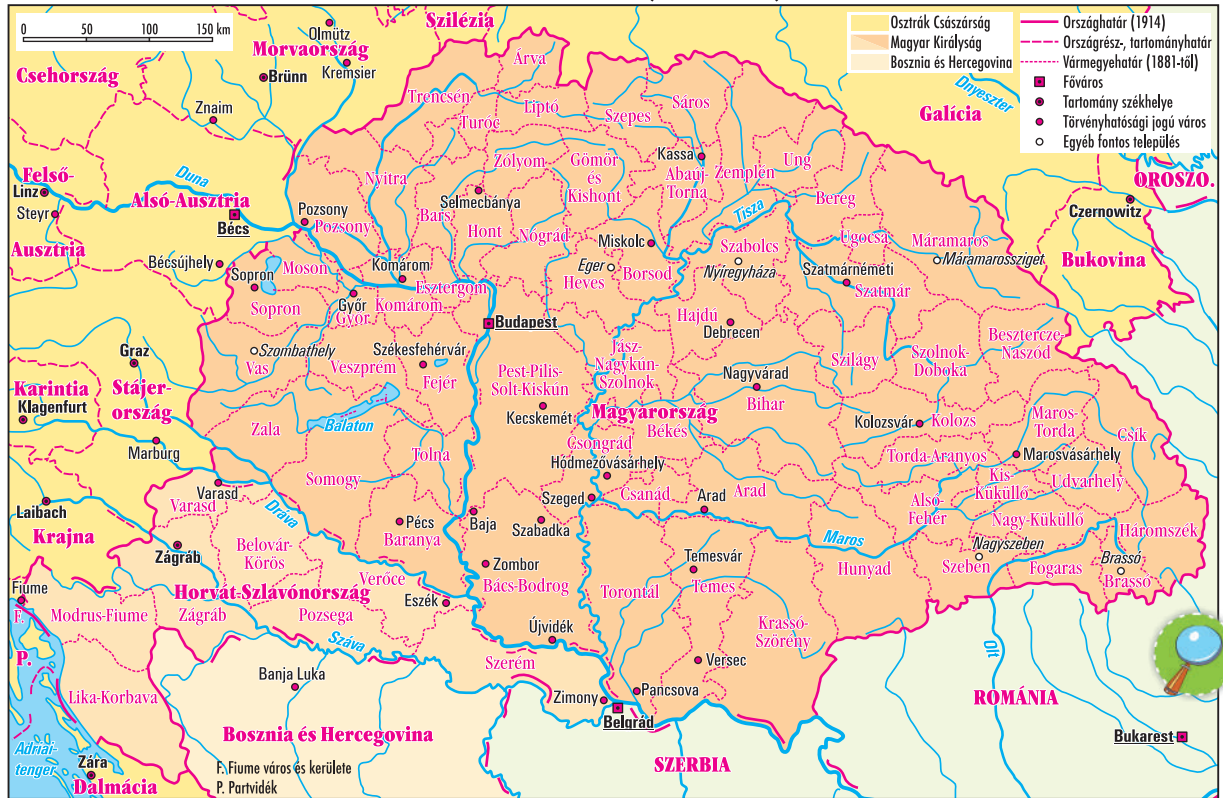 0 50 100 150 km
Osztrák Császárság
Magyar Királyság
Bosznia és Hercegovina
Országhatár (1914)
Országrész-, tartományhatár
Vármegyehatár (1881-től)
Főváros
Tartomány székhelye
Törvényhatósági jogú város
Egyéb fontos település
Szilézia
Olmütz
Morvaország
Kremsier
Csehország
Brünn
Znaim
Árva
Trencsén
Liptó
Turóc
Szepes
Sáros
Galícia
Dnyeszter
OROSZO.
Felső-
Linz
Steyr
Ausztria
Duna
Alsó-Ausztria
Bécs
Bécsújhely
Nyitra
Zólyom
Gömör
és
Kishont
Kassa
Abaúj-
Torna
Zemplén
Ung
Bereg
Selmecbánya
Bars
Hont
Nógrád
Pozsony
Pozsony
Miskolc
Eger
Heves
Borsod
Tisza
Szabolcs
Nyíregyháza
Ugocsa
Máramaros
Máramarossziget
Szatmárnémeti
Szatmár
Czernowitz
Bukovina
Moson
Sopron
Sopron
Komárom
Esztergom
Győr
Győr
Komárom
Budapest
Hajdú
Debrecen
Szombathely
Vas
Székesfehérvár
Veszprém
Fejér
Pest-Pilis-
Solt-Kiskún
Jász-
Nagykún-
Szolnok
Szilágy
Szolnok-
Doboka
Besztercze-
Naszód
Graz
Karintia
Klagenfurt
Stájer-
ország
Marburg
Kecskemét
Nagyvárad
Bihar
Magyarország
Békés
Kolozsvár
Kolozs
Maros-
Torda
Csík
Zala
Balaton
Tolna
Csongrád
Hódmezővásárhely
Torda-Aranyos
Marosvásárhely
Kis-
Küküllő
Udvarhely
Somogy
Varasd
Varasd
Dráva
Szeged
Csanád
Arad
Arad
Alsó-
Fehér
Nagy-Küküllő
Háromszék
Laibach
Krajna
Zágráb
Pécs
Baranya
Baja
Szabadka
Maros
Nagyszeben
Szeben
Fogaras
Brassó
Brassó
Belovár-
Körös
Zombor
Bács-Bodrog
Temesvár
Temes
Torontál
Hunyad
Fiume
F.
Modrus-Fiume
Horvát-Szlavónország
Zágráb
Verőce
Pozsega
Eszék
Krassó-
Szörény
P.
Száva
Újvidék
Szerém
Versec
Olt
Banja Luka
Lika-Korbava
Zimony
Pancsova
Belgrád
ROMÁNIA
Bukarest
Bosznia és Hercegovina
SZERBIA
Adriai-
tenger
Zára
Dalmácia
F. Fiume város és kerülete
P. Partvidék